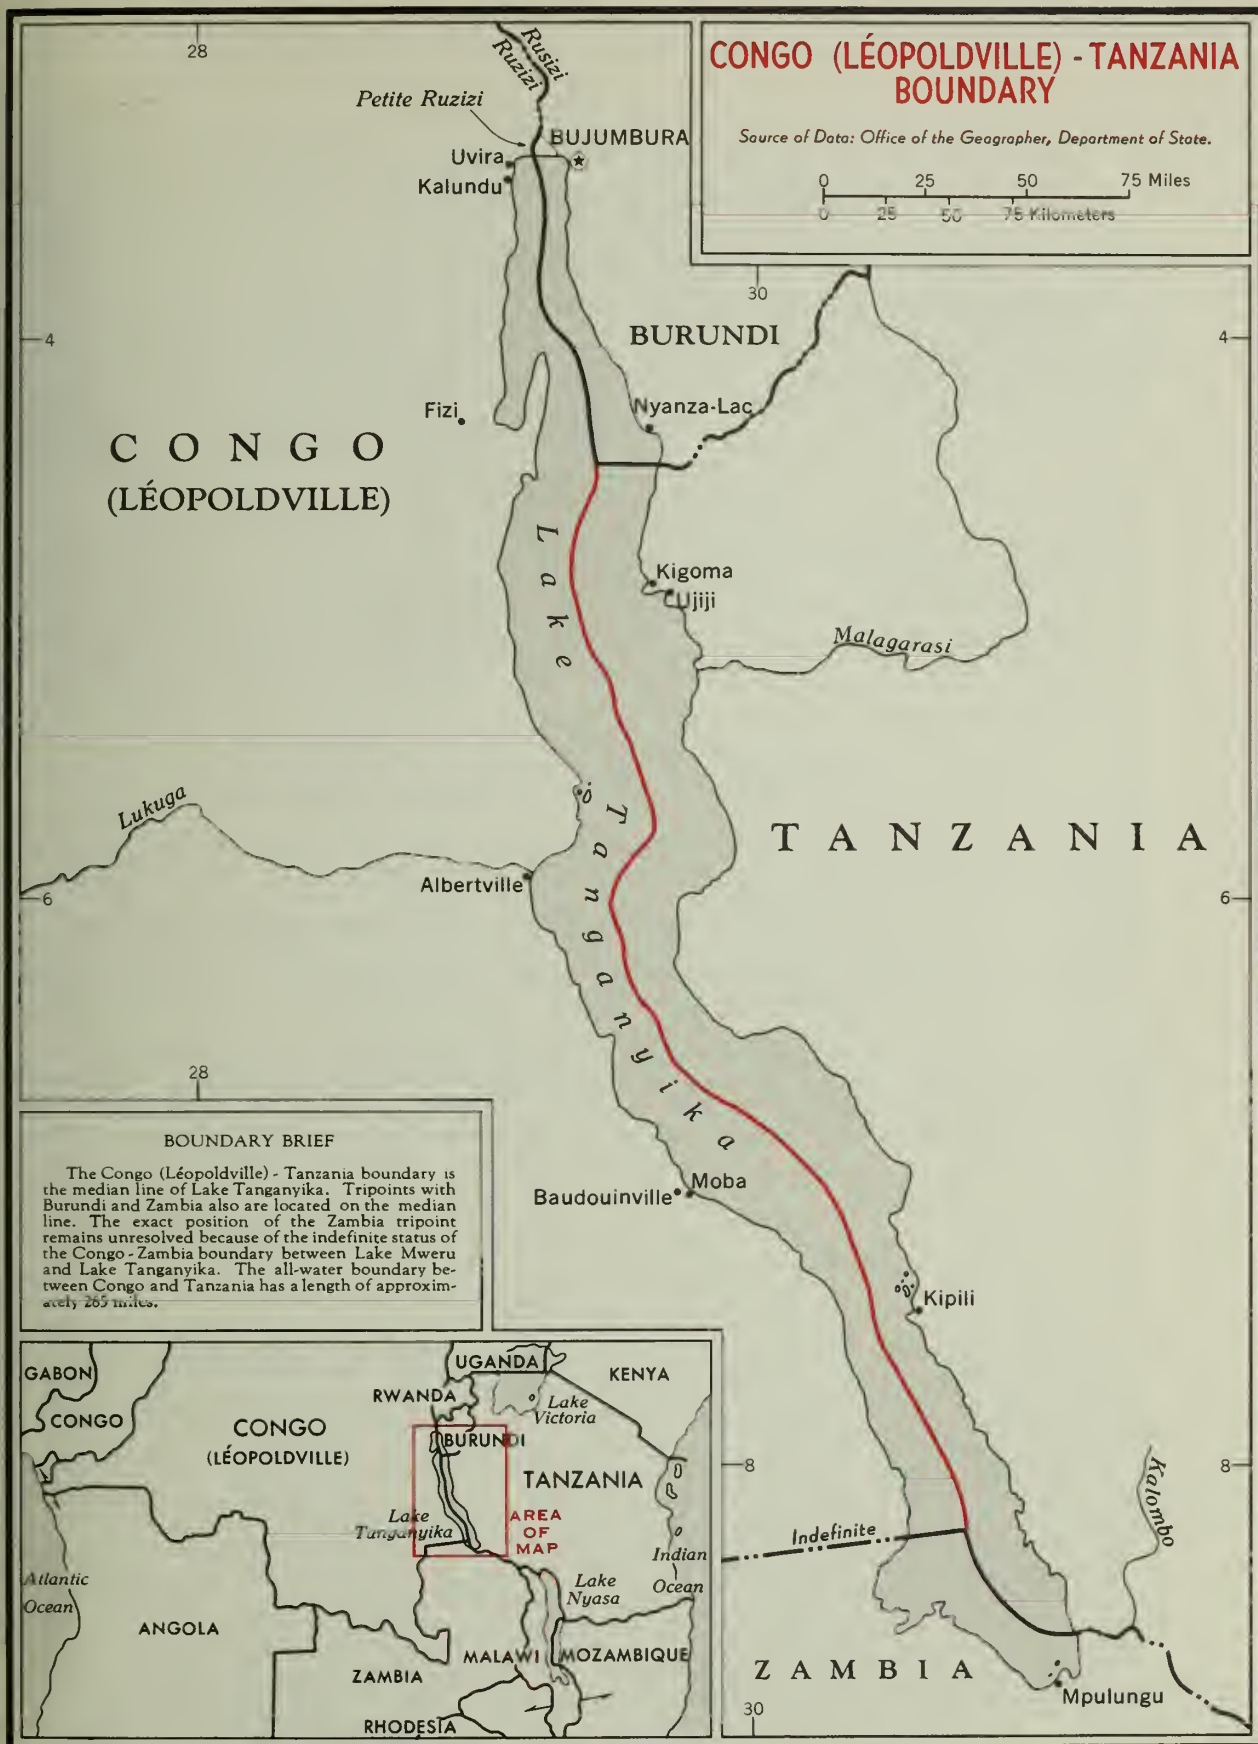 CONGO (LÉOPOLDVILLE) - TANZANIA
BOUNDARY
Source of Data: Office of the Geographer, Department of State.
0 25 50 75 Miles
0 25 50 75 Kilometers
28
Rusizi
Ruzizi
Petite Ruzizi
BUJUMBURA
Uvira
Kalundu
30
4
BURUNDI
4
Fizi
Nyanza-Lac
CONGO
(LÉOPOLDVILLE)
Lake Tanganyika
Kigoma
Ujiji
Malagarasi
Lukuga
TANZANIA
Albertville
6
6
28
Baudouinville
Moba
Kipili
8
8
Kalombo
Indefinite
ZAMBIA
Mpulungu
30
BOUNDARY BRIEF
The Congo (Léopoldville) - Tanzania boundary is
the median line of Lake Tanganyika. Tripoints with
Burundi and Zambia also are located on the median
line. The exact position of the Zambia tripoint
remains unresolved because of the indefinite status of
the Congo - Zambia boundary between Lake Mweru
and Lake Tanganyika. The all-water boundary be-
tween Congo and Tanzania has a length of approxim-
ately 265 miles.
GABON
CONGO
CONGO
(LÉOPOLDVILLE)
UGANDA
KENYA
RWANDA
Lake
Victoria
BURUNDI
TANZANIA
Lake
Tanganyika
AREA
OF
MAP
Indian
Ocean
Atlantic
Ocean
Lake
Nyasa
ANGOLA
ZAMBIA
MALAWI
MOZAMBIQUE
RHODESIA